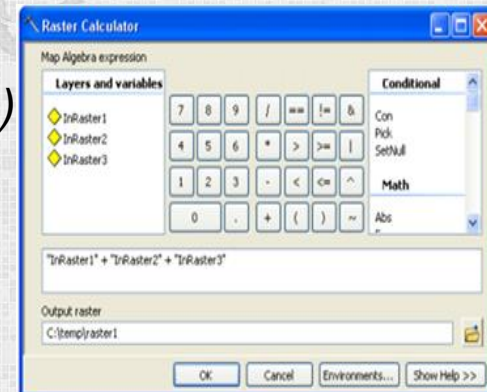 )
Raster Calculator
Map Algebra expression
Layers and variables
InRaster1
InRaster2
InRaster3
7 8 9 / == != &
4 5 6 * > >= |
1 2 3 - < <= ^
0 . + ( ) ~
Conditional
Con
Pick
SetNull
Math
Abs
"InRaster1" + "InRaster2" + "InRaster3"
Output raster
C:\temp\raster1
OK Cancel Environments... Show Help >>